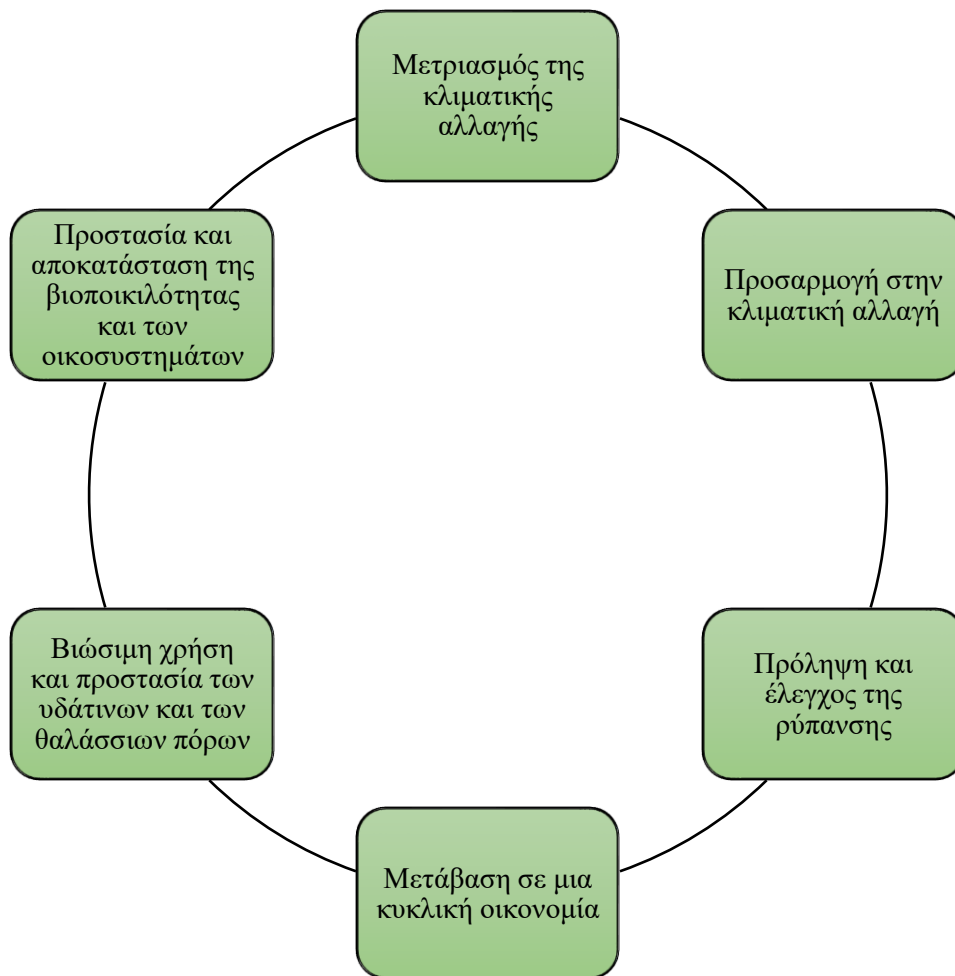 Μετριασμός της
κλιματικής
αλλαγής
Προσαρμογή στην
κλιματική αλλαγή
Πρόληψη και
έλεγχος της
ρύπανσης
Μετάβαση σε μια
κυκλική οικονομία
Βιώσιμη χρήση
και προστασία των
υδάτινων και των
θαλάσσιων πόρων
Προστασία και
αποκατάσταση της
βιοποικιλότητας
και των
οικοσυστημάτων